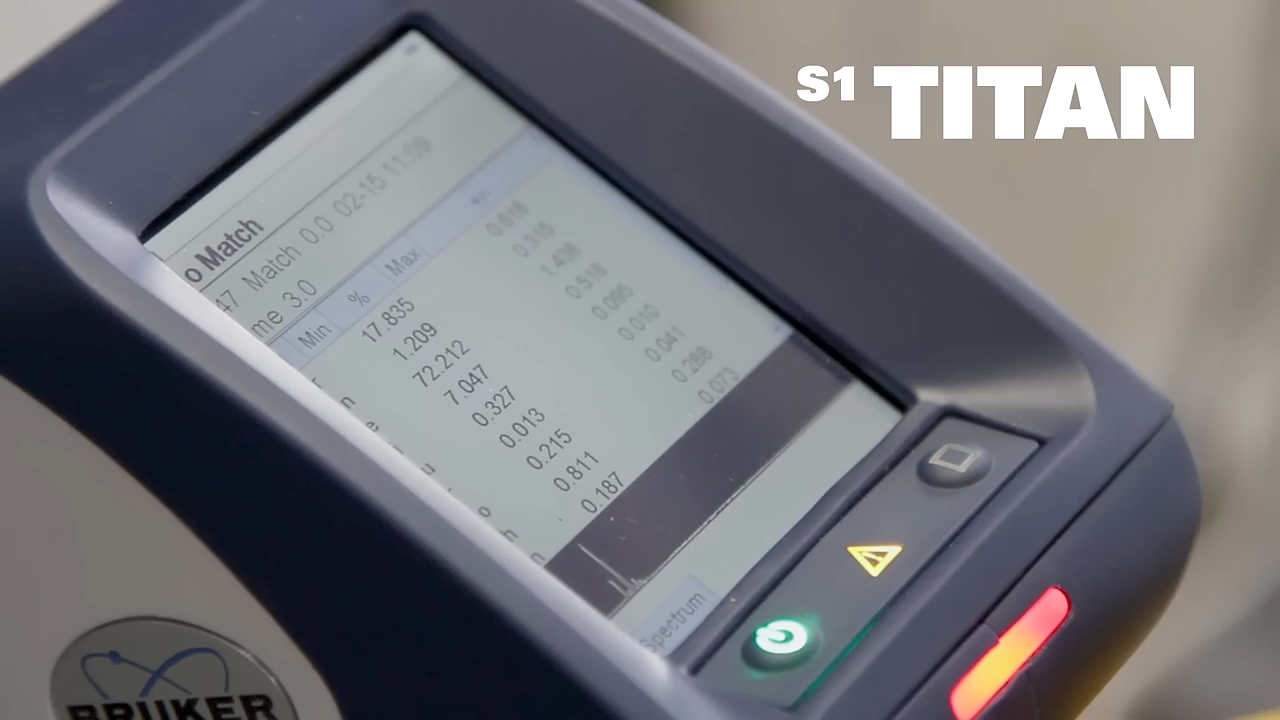 S1 TITAN
o Match
47 Match 0.0 02-15 11:09
me 3.0
Min % Max +/-
17.835 0.618
n 1.209 0.315
e 72.212 1.438
7.047 0.518
u 0.327 0.095
0.013 0.010
o 0.215 0.041
h 0.811 0.288
n 0.187 0.073
Spectrum
BRUKER